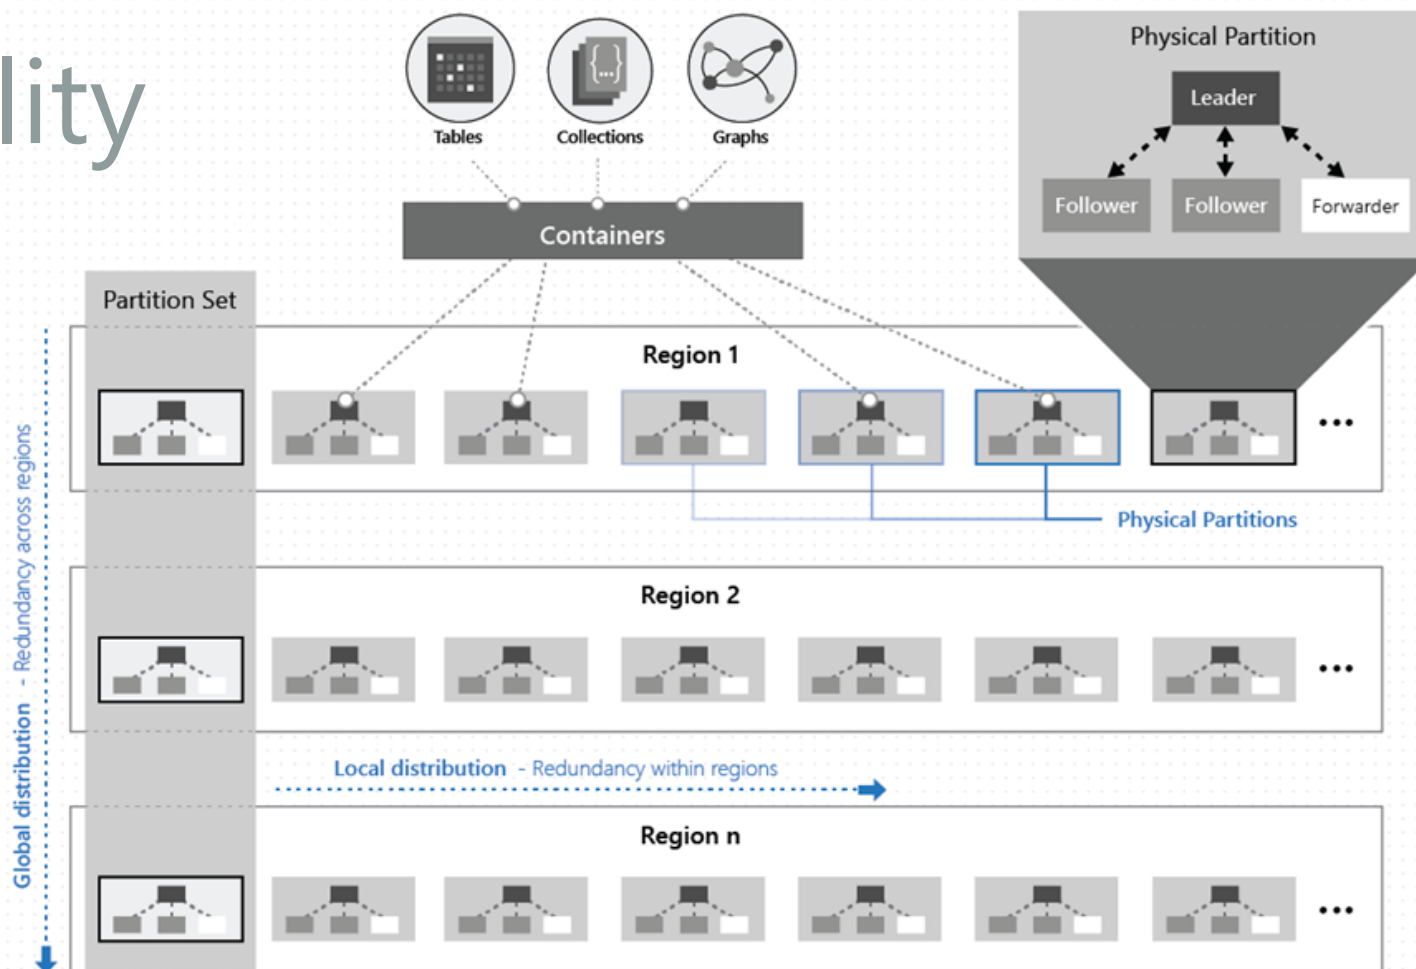 lity
Tables
Collections
Graphs
Containers
Physical Partition
Leader
Follower
Follower
Forwarder
Partition Set
Region 1
...
Physical Partitions
Region 2
...
Local distribution - Redundancy within regions
Region n
...
Global distribution - Redundancy across regions
{...}